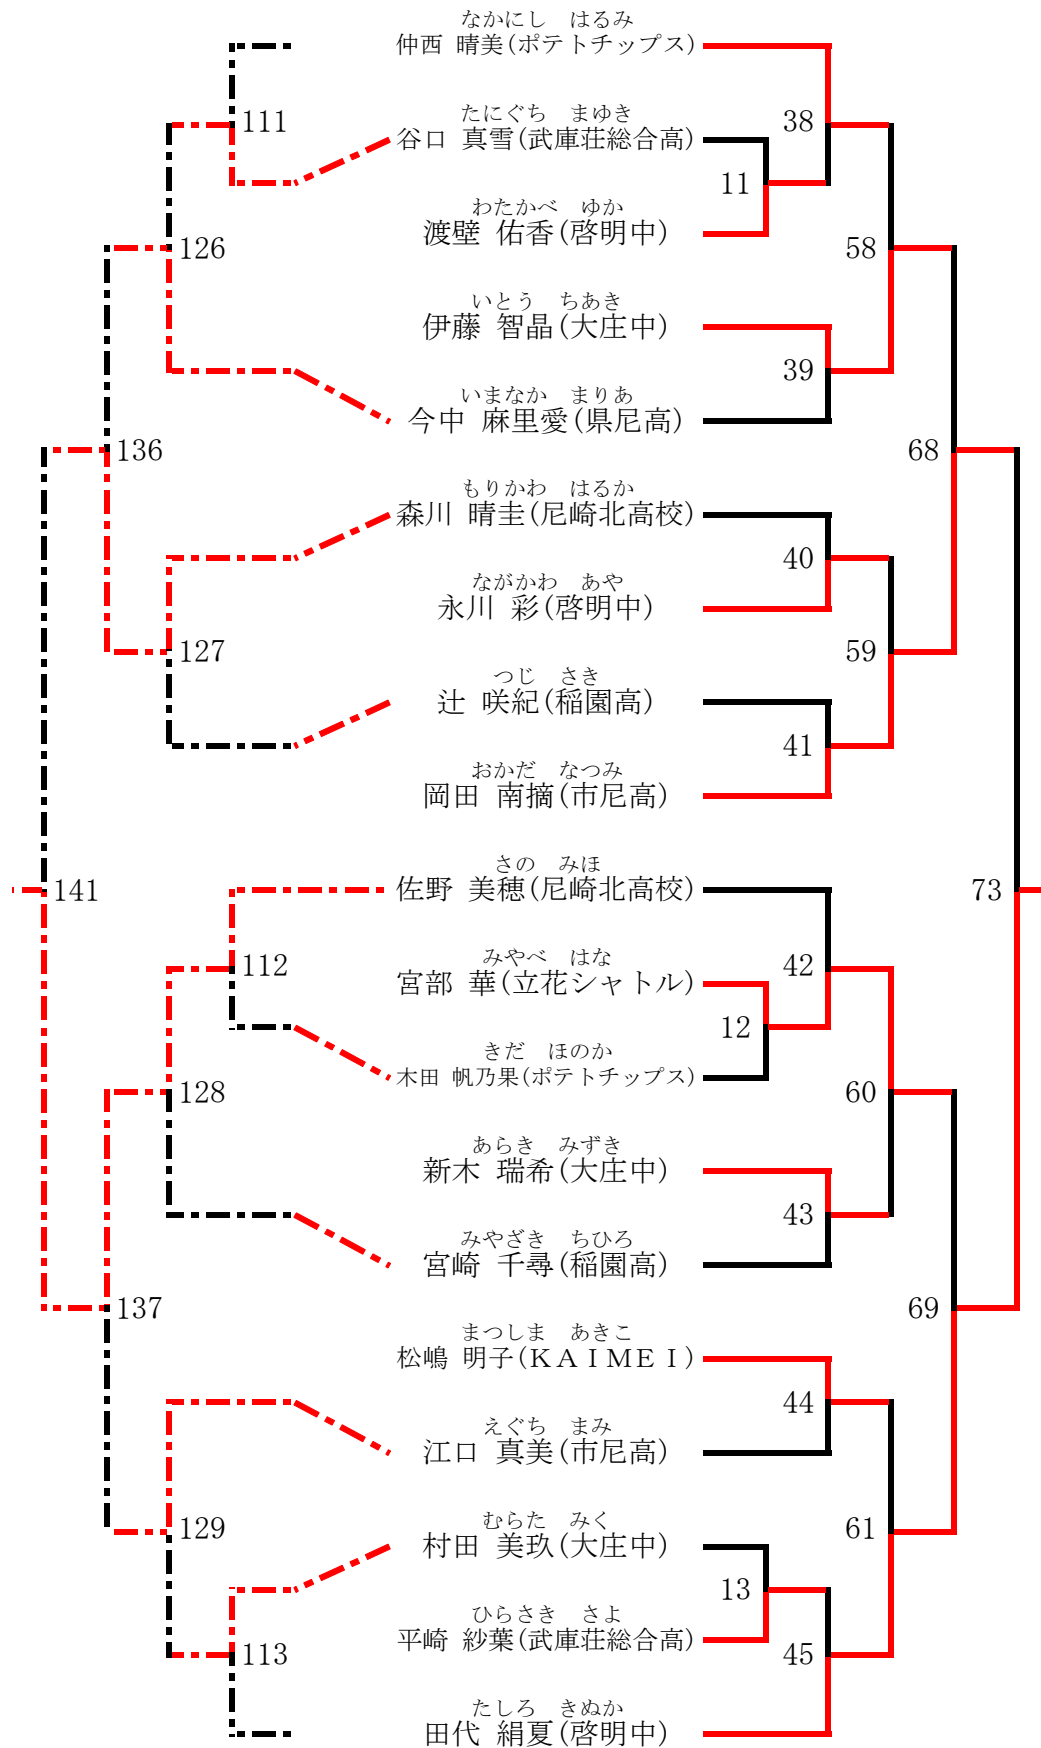 なかにし　はるみ
仲西 晴美(ポテトチップス)
111
たにぐち　まゆき
谷口 真雪(武庫荘総合高)
38
11
わたかべ　ゆか
渡壁 佑香(啓明中)
126
58
いとう　ちあき
伊藤 智晶(大庄中)
39
いまなか　まりあ
今中 麻里愛(県尼高)
136
68
もりかわ　はるか
森川 晴圭(尼崎北高校)
40
ながかわ　あや
永川 彩(啓明中)
127
59
つじ　さき
辻 咲紀(稲園高)
41
おかだ　なつみ
岡田 南摘(市尼高)
141
さの　みほ
佐野 美穂(尼崎北高校)
73
112
みやべ　はな
宮部 華(立花シャトル)
42
12
きだ　ほのか
木田 帆乃果(ポテトチップス)
128
60
あらき　みずき
新木 瑞希(大庄中)
43
みやざき　ちひろ
宮崎 千尋(稲園高)
137
69
まつしま　あきこ
松嶋 明子(ＫＡＩＭＥＩ)
44
えぐち　まみ
江口 真美(市尼高)
129
61
むらた　みく
村田 美玖(大庄中)
13
ひらさき　さよ
平崎 紗葉(武庫荘総合高)
113
45
たしろ　きぬか
田代 絹夏(啓明中)